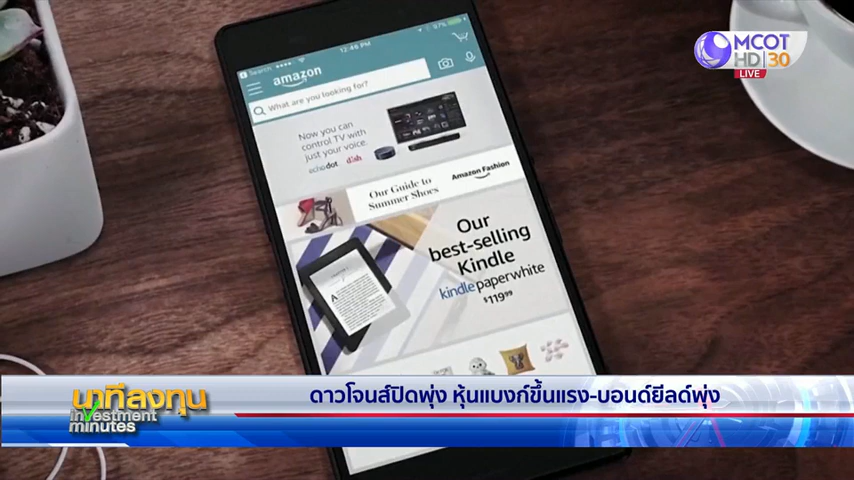 MCOT
HD 30
LIVE
Search
12:46 PM
97%
amazon
What are you looking for?
Now you can
control TV with
just your voice.
echo dot dish
Our Guide to
Summer Shoes
Amazon Fashion
Our
best-selling
Kindle
kindle paperwhite
$119⁹⁹
นาทีลงทุน
investment
minutes
ดาวโจนส์ปิดพุ่ง หุ้นแบงก์ขึ้นแรง-บอนด์ยีลด์พุ่ง